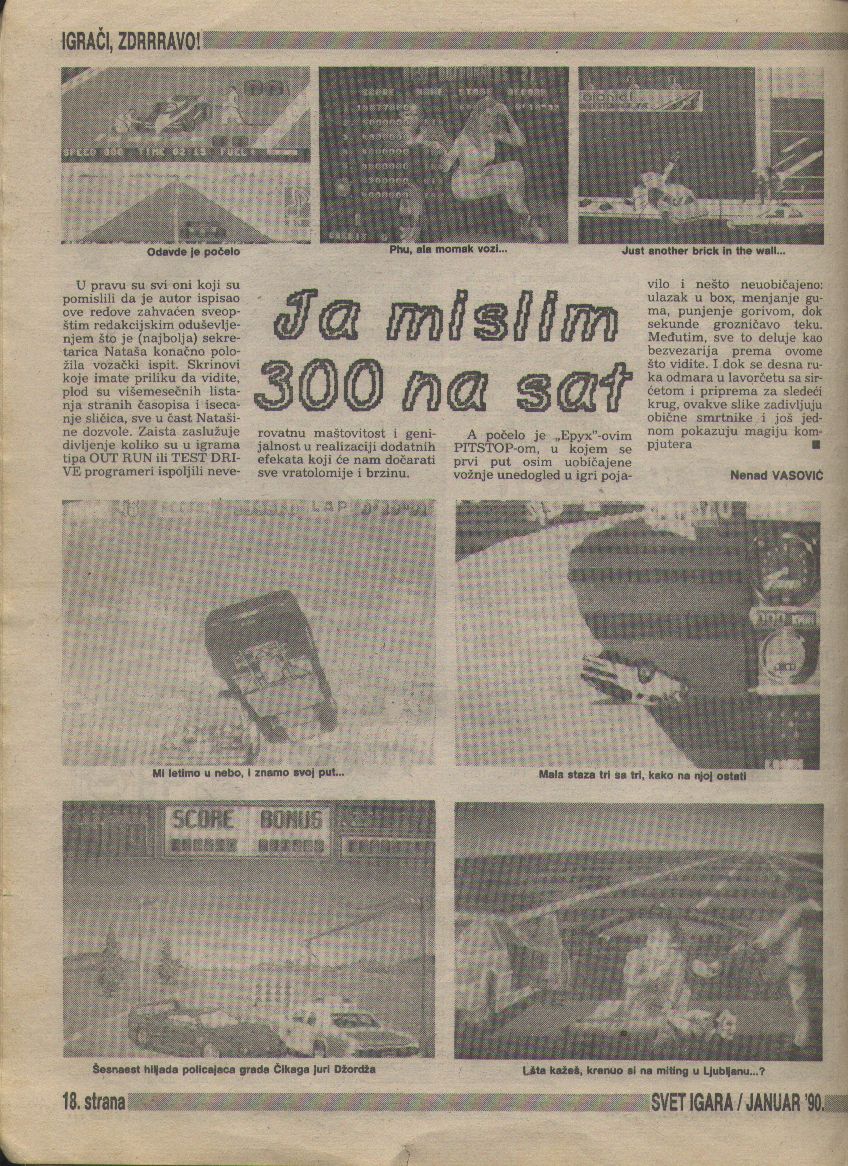 IGRAČI, ZDRRRAVO!
SPEED 300 TIME 02 13 FUEL
Odavde je počelo
SCORE NAME STAGE RECORD
Phu, ala momak vozi...
Just another brick in the wall...
Ja mislim
300 na sat
U pravu su svi oni koji su
pomislili da je autor ispisao
ove redove zahvaćen sveop-
štim redakcijskim oduševlje-
njem što je (najbolja) sekre-
tarica Nataša konačno polo-
žila vozački ispit. Skrinovi
koje imate priliku da vidite,
plod su višemesečnih lista-
nja stranih časopisa i iseca-
nje sličica, sve u čast Nataši-
ne dozvole. Zaista zaslužuje
divljenje koliko su u igrama
tipa OUT RUN ili TEST DRI-
VE programeri ispoljili neve-
rovatnu maštovitost i geni-
jalnost u realizaciji dodatnih
efekata koji će nam dočarati
sve vratolomije i brzinu.
A počelo je „Epyx"-ovim
PITSTOP-om, u kojem se
prvi put osim uobičajene
vožnje unedogled u igri poja-
vilo i nešto neuobičajeno:
ulazak u box, menjanje gu-
ma, punjenje gorivom, dok
sekunde grozničavo teku.
Međutim, sve to deluje kao
bezvezarija prema ovome
što vidite. I dok se desna ru-
ka odmara u lavorčetu sa sir-
ćetom i priprema za sledeći
krug, ovakve slike zadivljuju
obične smrtnike i još jed-
nom pokazuju magiju kom-
pjutera ■
Nenad VASOVIĆ
LAP
Mi letimo u nebo, i znamo svoj put...
Mala staza tri sa tri, kako na njoj ostati
SCORE BONUS
Šesnaest hiljada policajaca grada Čikaga juri Džordža
Lšta kažeš, krenuo si na miting u Ljubljanu...?
18. strana
SVET IGARA / JANUAR '90.